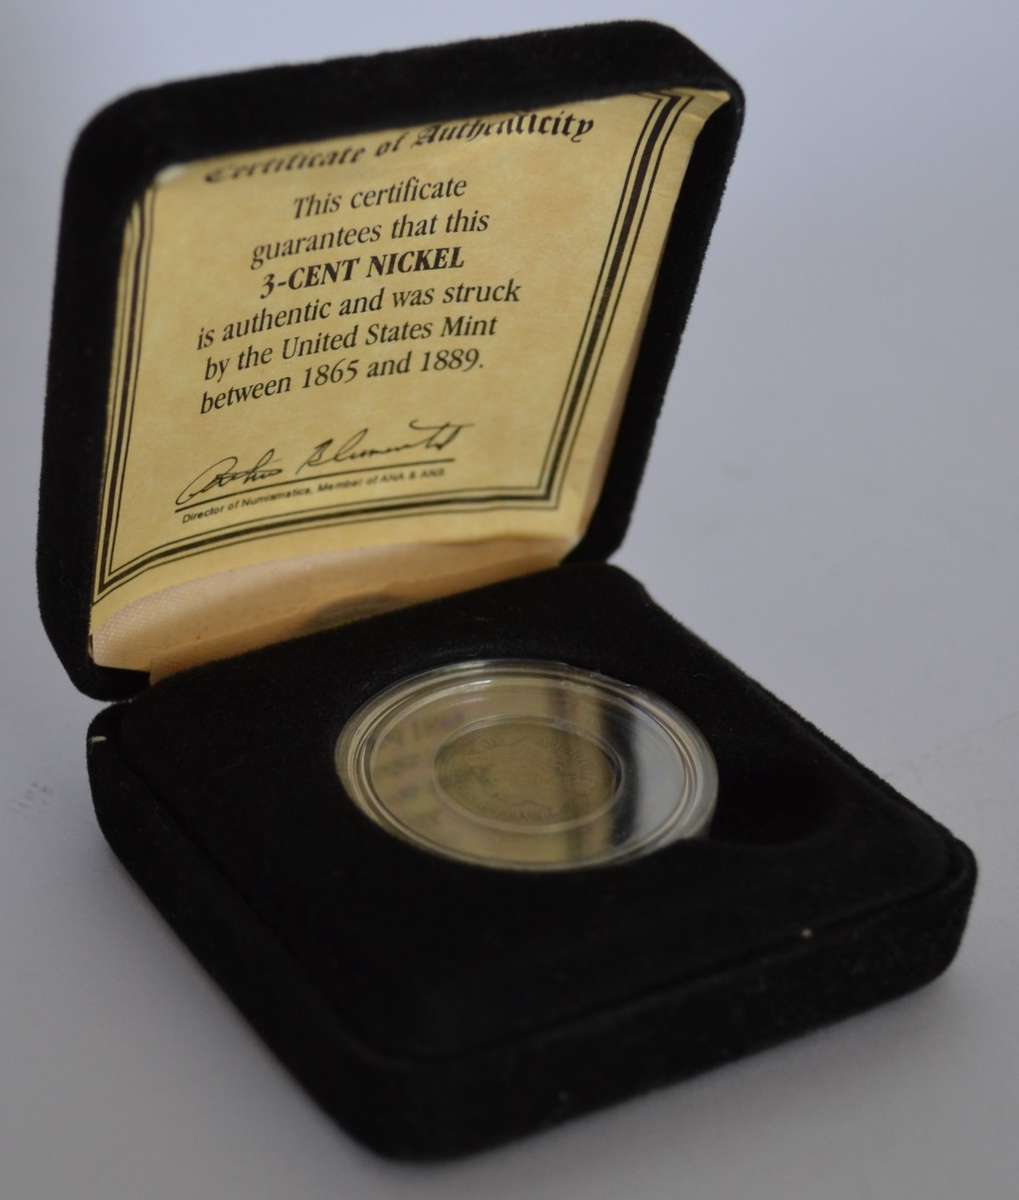 Certificate of Authenticity
This certificate
guarantees that this
3-CENT NICKEL
is authentic and was struck
by the United States Mint
between 1865 and 1889.
Director of Numismatics, Member of ANA & ANS